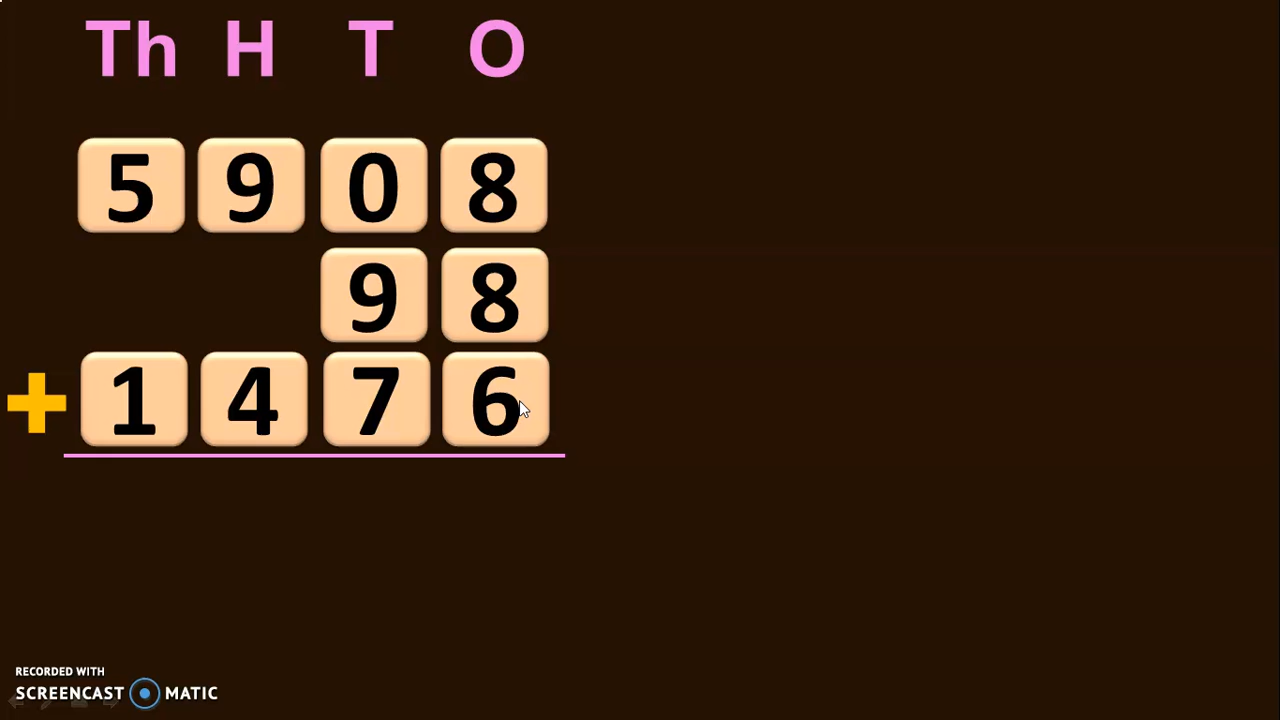 Th H T O
5 9 0 8
9 8
+ 1 4 7 6
RECORDED WITH
SCREENCAST MATIC